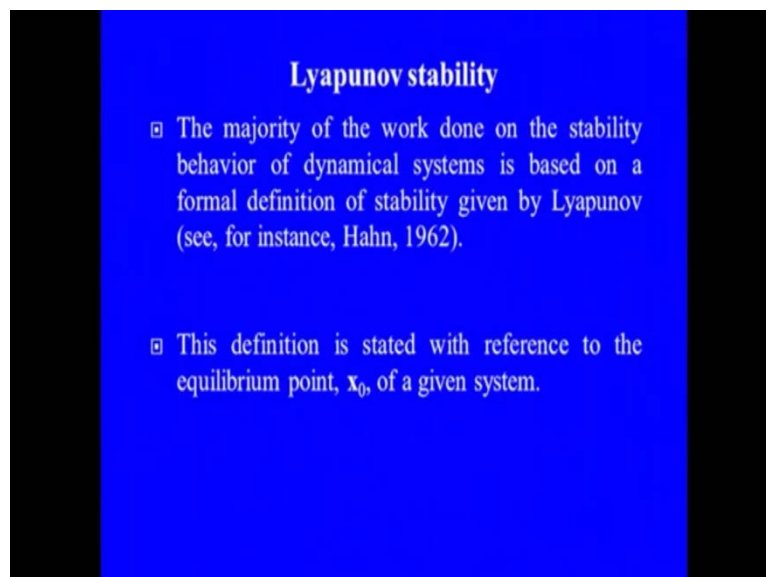 Lyapunov stability
The majority of the work done on the stability
behavior of dynamical systems is based on a
formal definition of stability given by Lyapunov
(see, for instance, Hahn, 1962).
This definition is stated with reference to the
equilibrium point, x₀, of a given system.